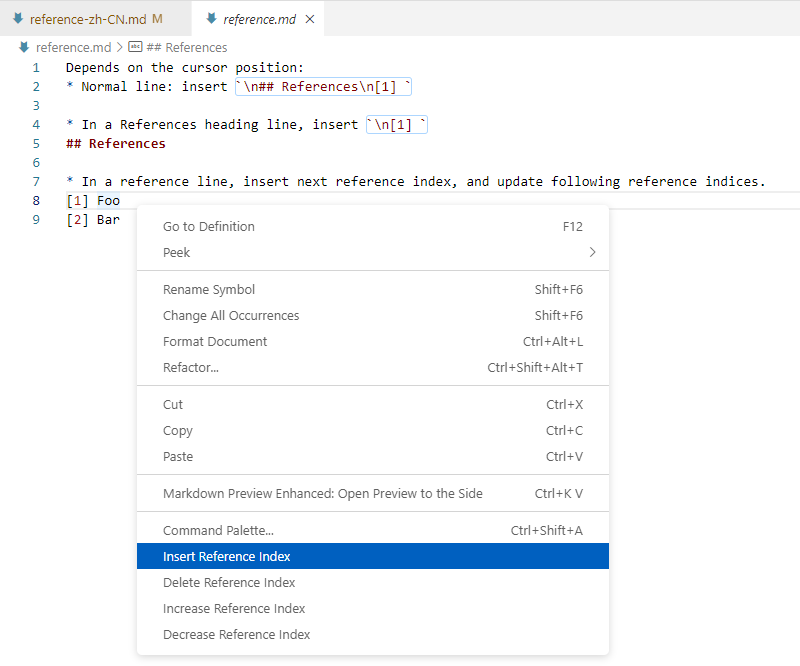 reference-zh-CN.md M
reference.md
reference.md > abc ## References
1 Depends on the cursor position:
2 * Normal line: insert `\n## References\n[1] `
3
4 * In a References heading line, insert `\n[1] `
5 ## References
6
7 * In a reference line, insert next reference index, and update following reference indices.
8 [1] Foo
9 [2] Bar
Go to Definition F12
Peek
Rename Symbol Shift+F6
Change All Occurrences Shift+F6
Format Document Ctrl+Alt+L
Refactor... Ctrl+Shift+Alt+T
Cut Ctrl+X
Copy Ctrl+C
Paste Ctrl+V
Markdown Preview Enhanced: Open Preview to the Side Ctrl+K V
Command Palette... Ctrl+Shift+A
Insert Reference Index
Delete Reference Index
Increase Reference Index
Decrease Reference Index